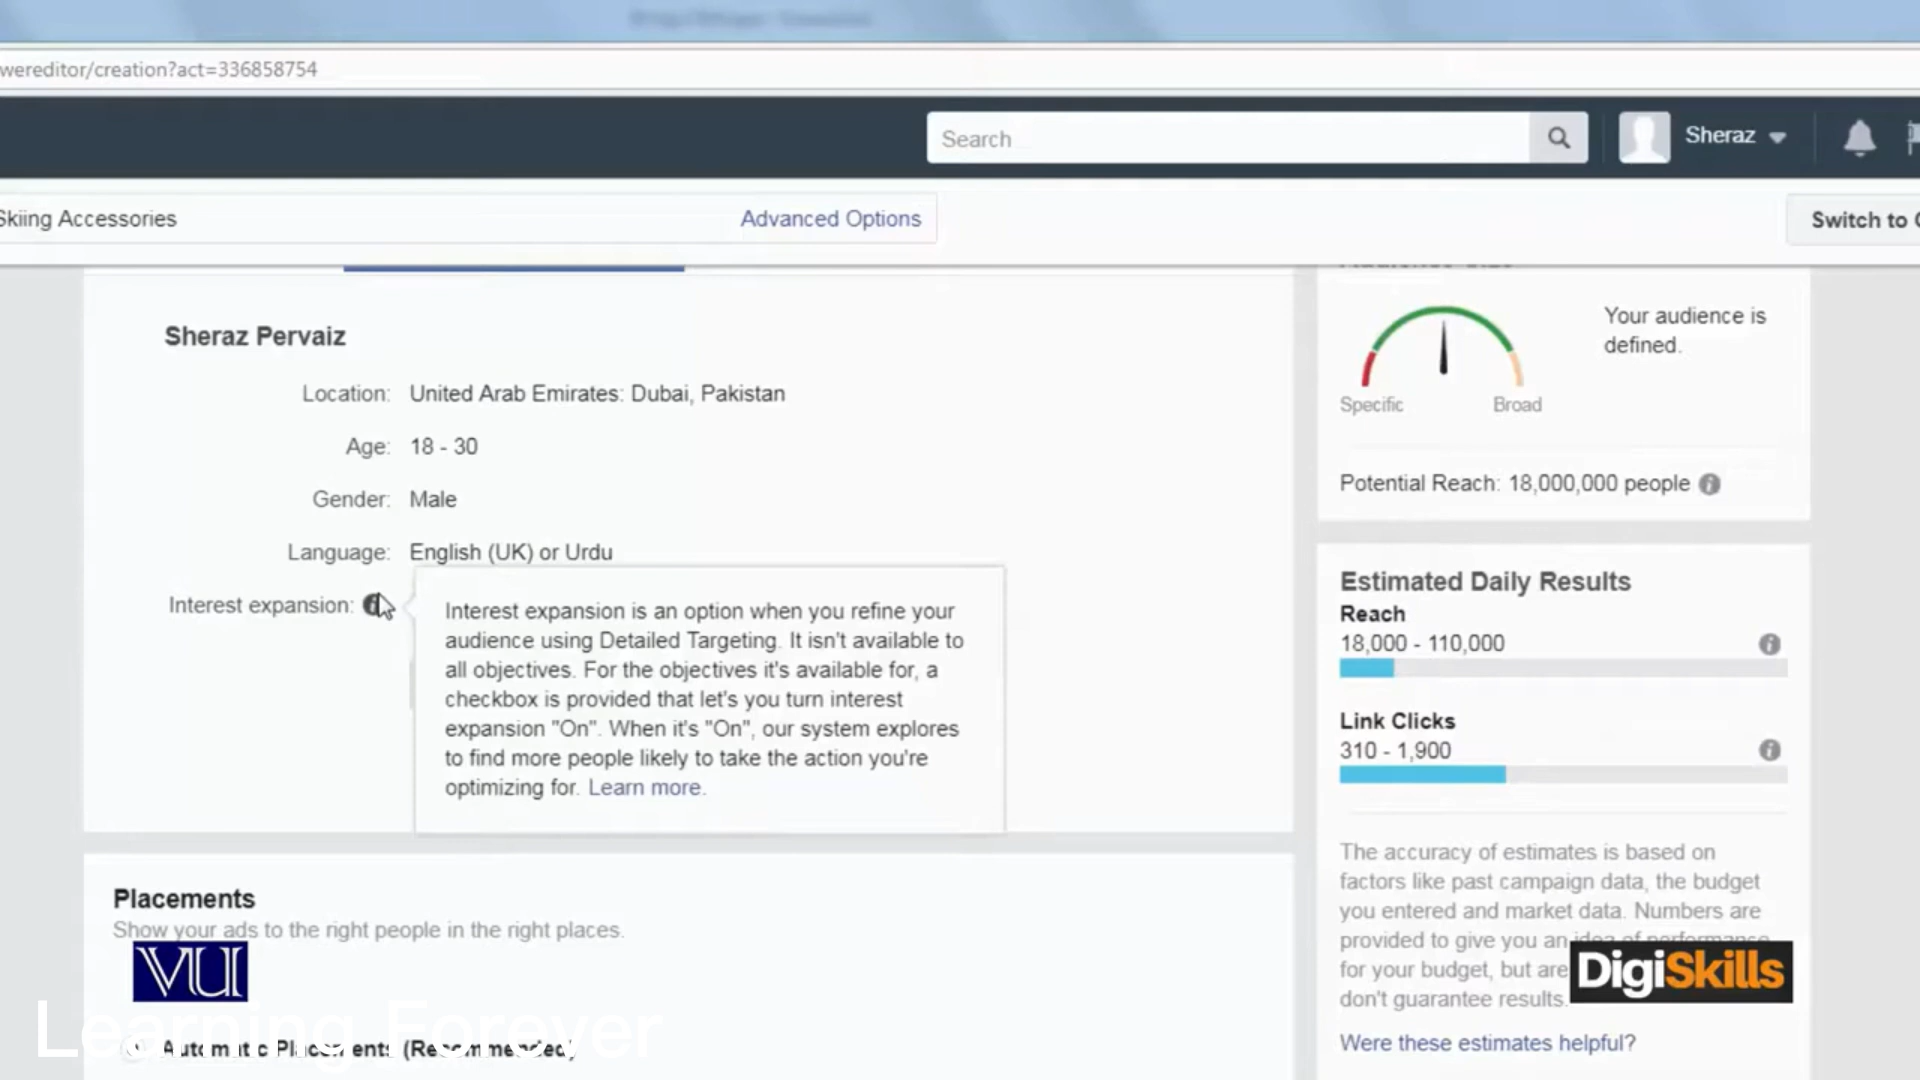 wereditor/creation?act=336858754
Search
Sheraz
Skiing Accessories
Advanced Options
Switch to
Sheraz Pervaiz
Location: United Arab Emirates: Dubai, Pakistan
Age: 18 - 30
Gender: Male
Language: English (UK) or Urdu
Interest expansion:
Interest expansion is an option when you refine your
audience using Detailed Targeting. It isn't available to
all objectives. For the objectives it's available for, a
checkbox is provided that let's you turn interest
expansion "On". When it's "On", our system explores
to find more people likely to take the action you're
optimizing for. Learn more.
Placements
Show your ads to the right people in the right places.
VU
Learning Forever
Automatic Placements (Recommended)
Your audience is
defined.
Specific
Broad
Potential Reach: 18,000,000 people
Estimated Daily Results
Reach
18,000 - 110,000
Link Clicks
310 - 1,900
The accuracy of estimates is based on
factors like past campaign data, the budget
you entered and market data. Numbers are
provided to give you an idea of performance
for your budget, but are
don't guarantee results.
DigiSkills
Were these estimates helpful?